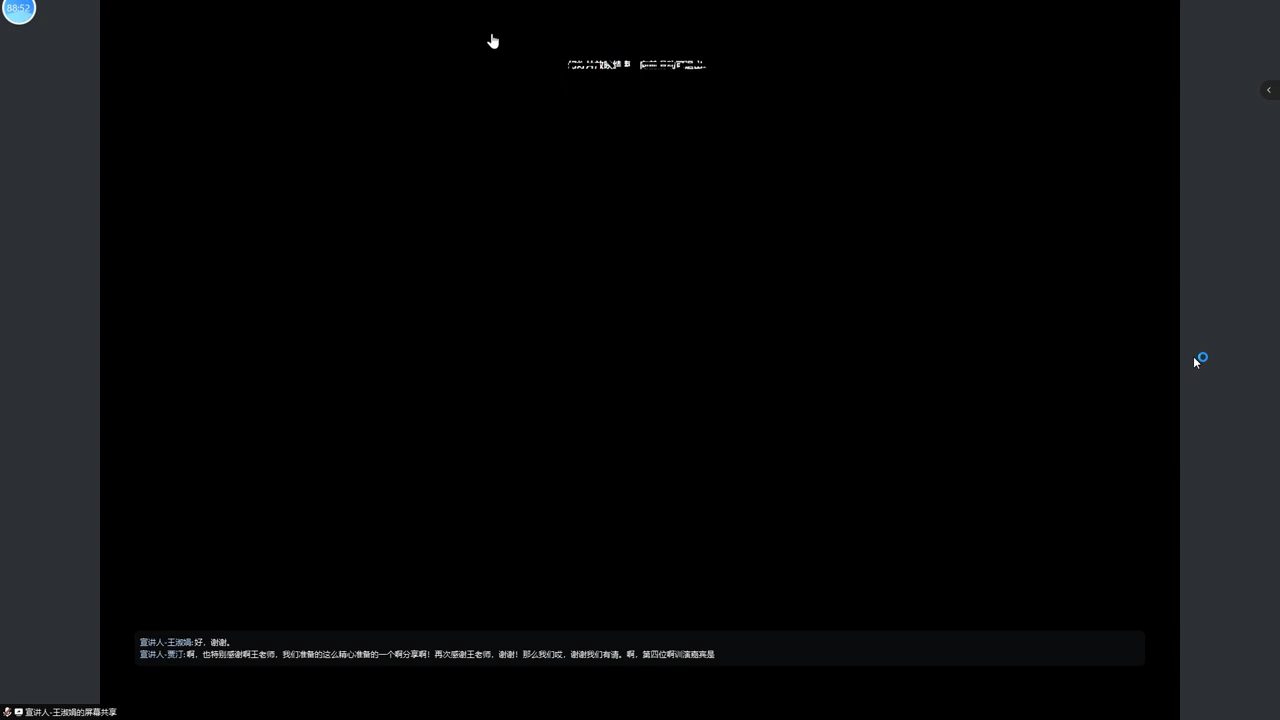 88:52
宣讲人-王淑娟: 好，谢谢。
宣讲人-贾汀: 啊，也特别感谢啊王老师，我们准备的这么精心准备的一个啊分享啊！再次感谢王老师，谢谢！那么我们哎，谢谢我们有请。啊，第四位啊训演嘉宾是
宣讲人-王淑娟的屏幕共享